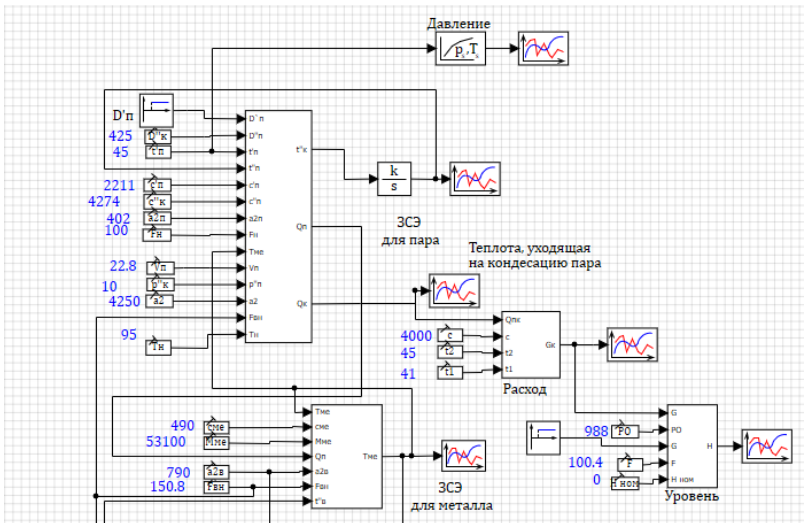 Давление
p,Ts
D'п
425 D"к
45 t'п
2211 c'п
4274 c"к
402 a2п
100 Fн
22.8 Vп
10 p"к
4250 a2
95 Tн
D'п
D"п
t'п
t"п
c'п
c"п
a2п
Fн
Tме
Vп
p"п
a2
Fвн
Tн
t"к
Qп
Qк
k
s
ЗСЭ
для пара
Теплота, уходящая
на кондесацию пара
4000 c
45 t2
41 t1
Qпк
c
t2
t1
Gк
Расход
490 cме
53100 Mме
790 a2в
150.8 Fвн
Tме
cме
Mме
Qп
a2в
Fвн
t"в
Tме
ЗСЭ
для металла
988 PO
100.4 F
0 H ном
G
PO
G
F
H ном
H
Уровень